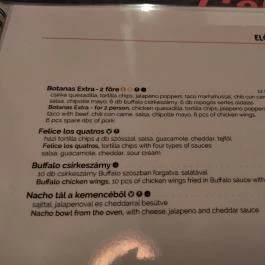 ELŐ
Botanas Extra - 2 főre
csirke quesadilla, tortilla chips, jalapeno poppers, taco marhahússal, chili con carne
salsa, chipotle mayo, 6 db buffalo csirkeszárny, 6 db ropogós sertés oldalas
Botanas Extra - for 2 person, chicken quesadilla, tortilla chips, jalapeno poppers
taco with beef, chili con carne, salsa, chipotle mayo, 6 pcs of chicken wings,
6 pcs spare ribs of pork
Felice los quatros
házi tortilla chips 4 db szósszal: salsa, guacamole, cheddar, tejföl
Felice los quatros, tortilla chips with four types of sauces
salsa, guacamole, cheddar, sour cream
Buffalo csirkeszárny
10 db csirkeszárny Buffalo szószban forgatva, salátával
Buffalo chicken wings, 10 pcs of chicken wings fried in Buffalo sauce with
Nacho tál a kemencéből
sajttal, jalapenoval és cheddarral besütve
Nacho bowl from the oven, with cheese, jalapeno and cheddar sauce